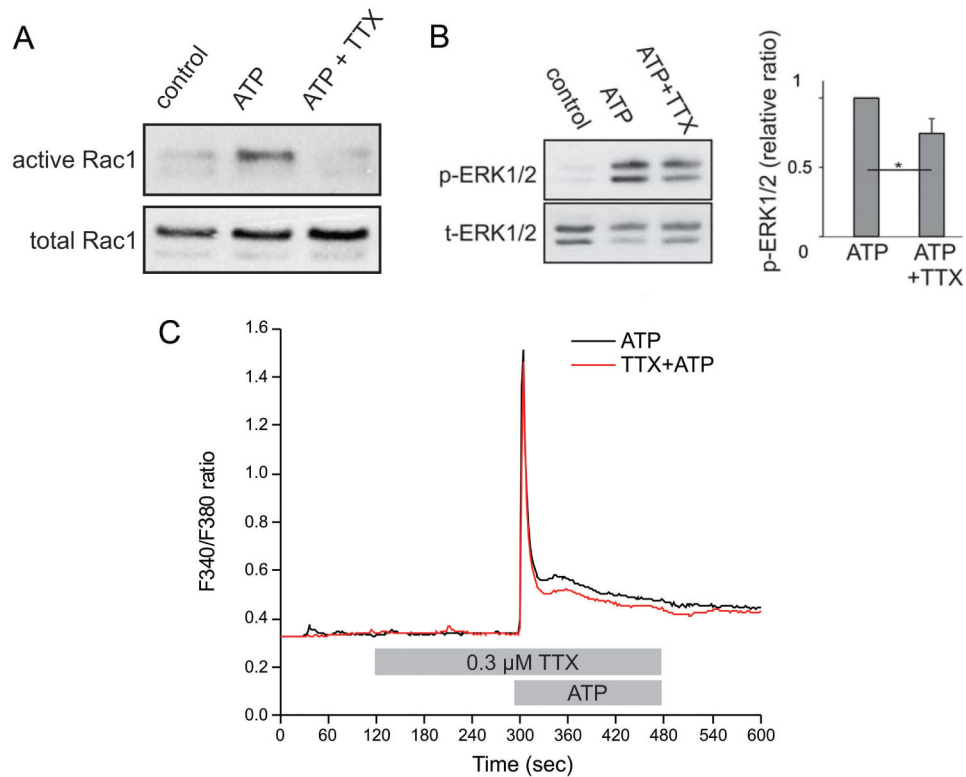 A
control
ATP
ATP + TTX
active Rac1
total Rac1
B
control
ATP
ATP+TTX
p-ERK1/2
t-ERK1/2
p-ERK1/2 (relative ratio)
1
0.5
0
*
ATP
ATP
+TTX
C
F340/F380 ratio
1.6
1.4
1.2
1.0
0.8
0.6
0.4
0.2
0.0
ATP
TTX+ATP
0.3 μM TTX
ATP
0 60 120 180 240 300 360 420 480 540 600
Time (sec)